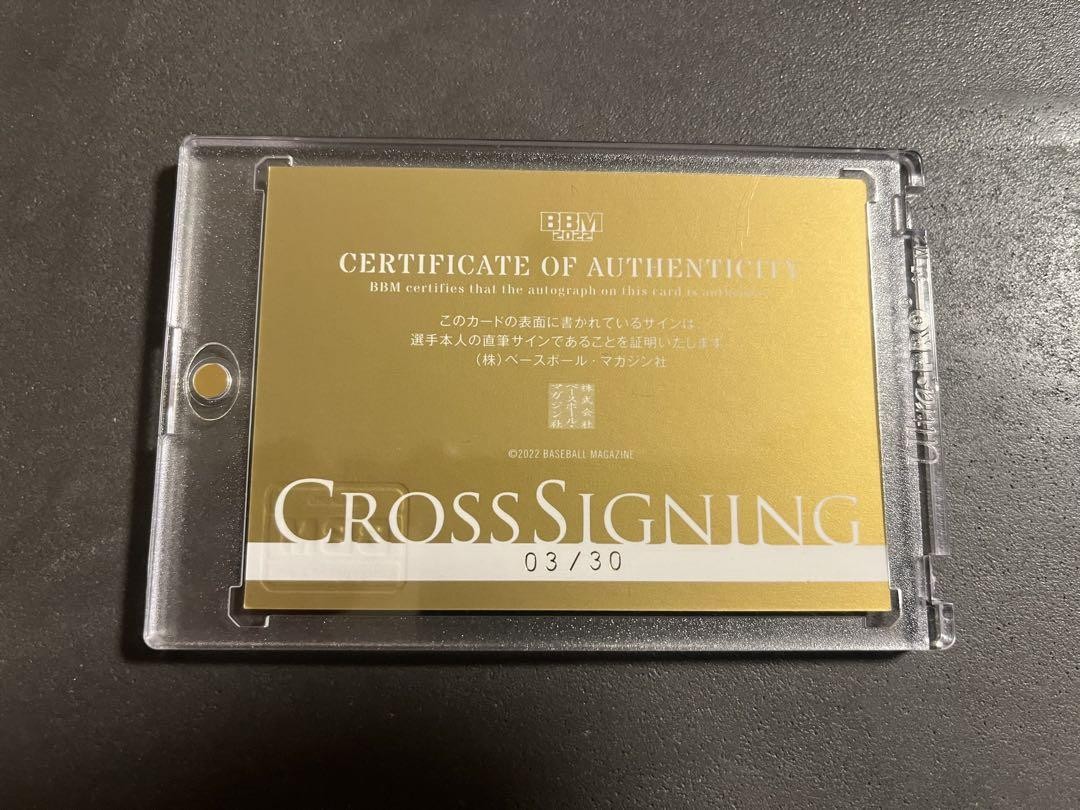 BBM
2022
CERTIFICATE OF AUTHENTICITY
BBM certifies that the autograph on this card is authentic.
このカードの表面に書かれているサインは、
選手本人の直筆サインであることを証明いたします。
(株)ベースボール・マガジン社
株式会社
ベースボール・
マガジン社
©2022 BASEBALL MAGAZINE
CROSSSIGNING
03/30